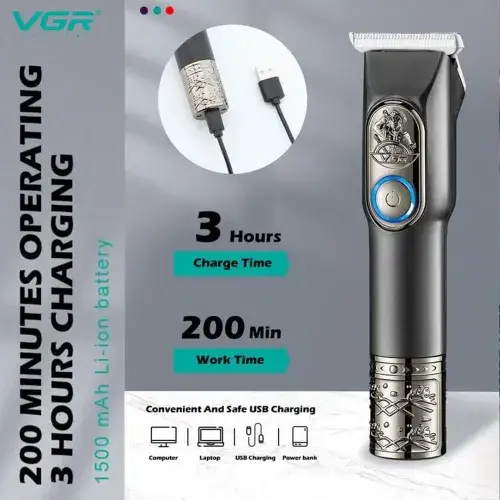 VGR
200 MINUTES OPERATING
3 HOURS CHARGING
1500 mAh Li-ion battery
3 Hours
Charge Time
200 Min
Work Time
Convenient And Safe USB Charging
Computer
Laptop
USB Charging
Power bank
VGR